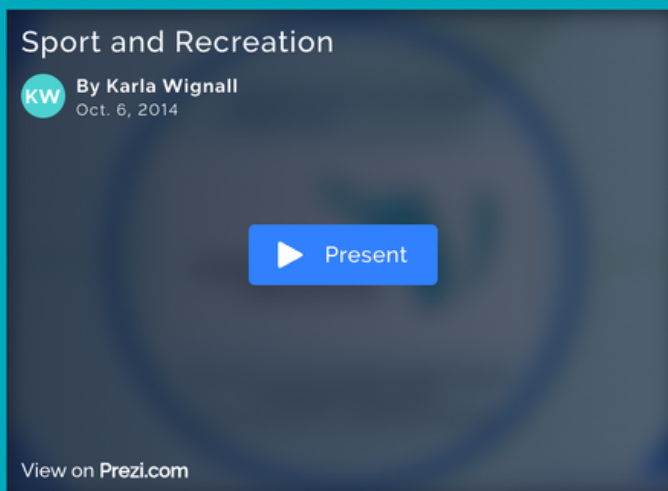 Sport and Recreation
KW
By Karla Wignall
Oct. 6, 2014
Present
View on Prezi.com